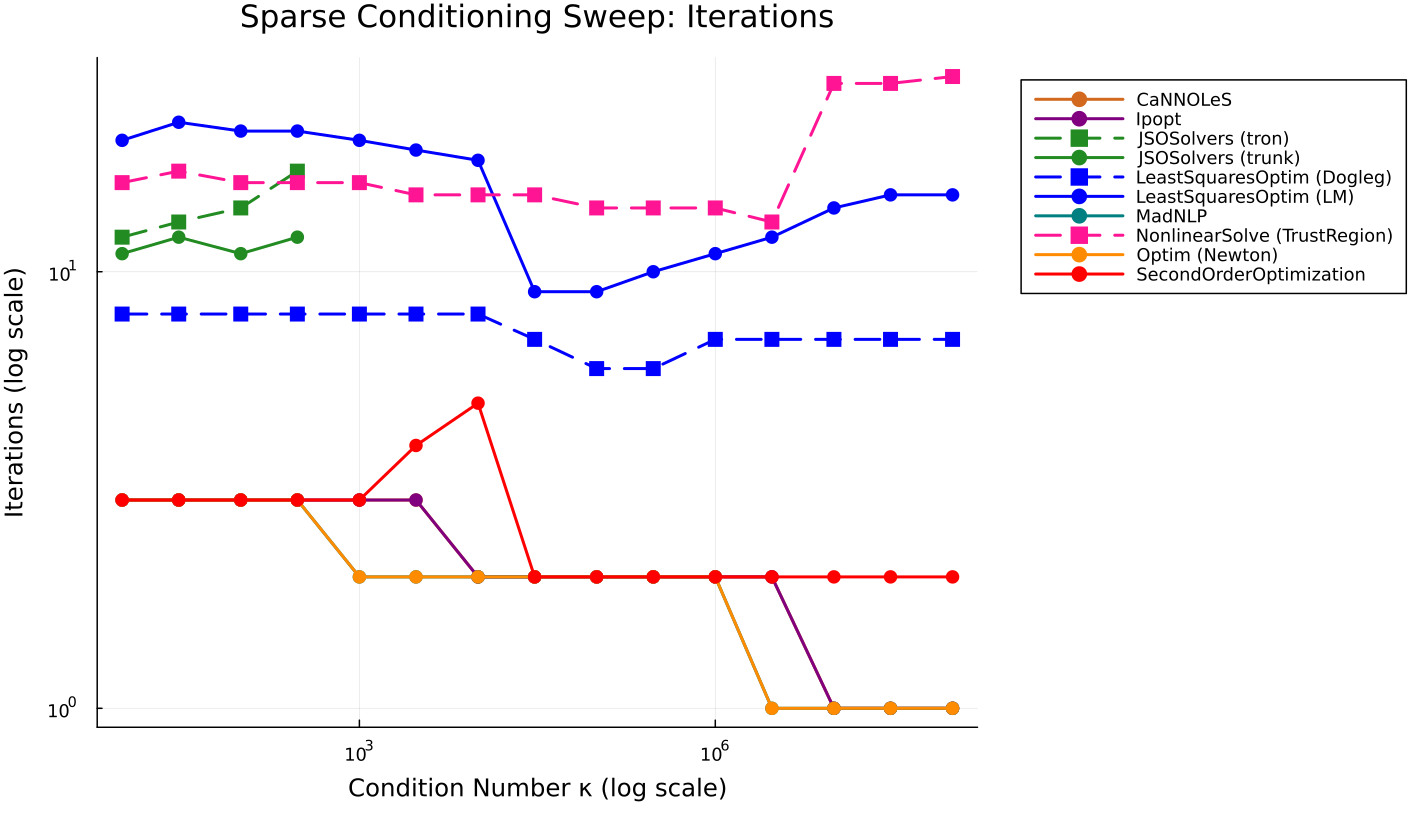 Sparse Conditioning Sweep: Iterations
Iterations (log scale)
10¹
10⁰
10³
10⁶
Condition Number κ (log scale)
CaNNOLeS
Ipopt
JSOSolvers (tron)
JSOSolvers (trunk)
LeastSquaresOptim (Dogleg)
LeastSquaresOptim (LM)
MadNLP
NonlinearSolve (TrustRegion)
Optim (Newton)
SecondOrderOptimization